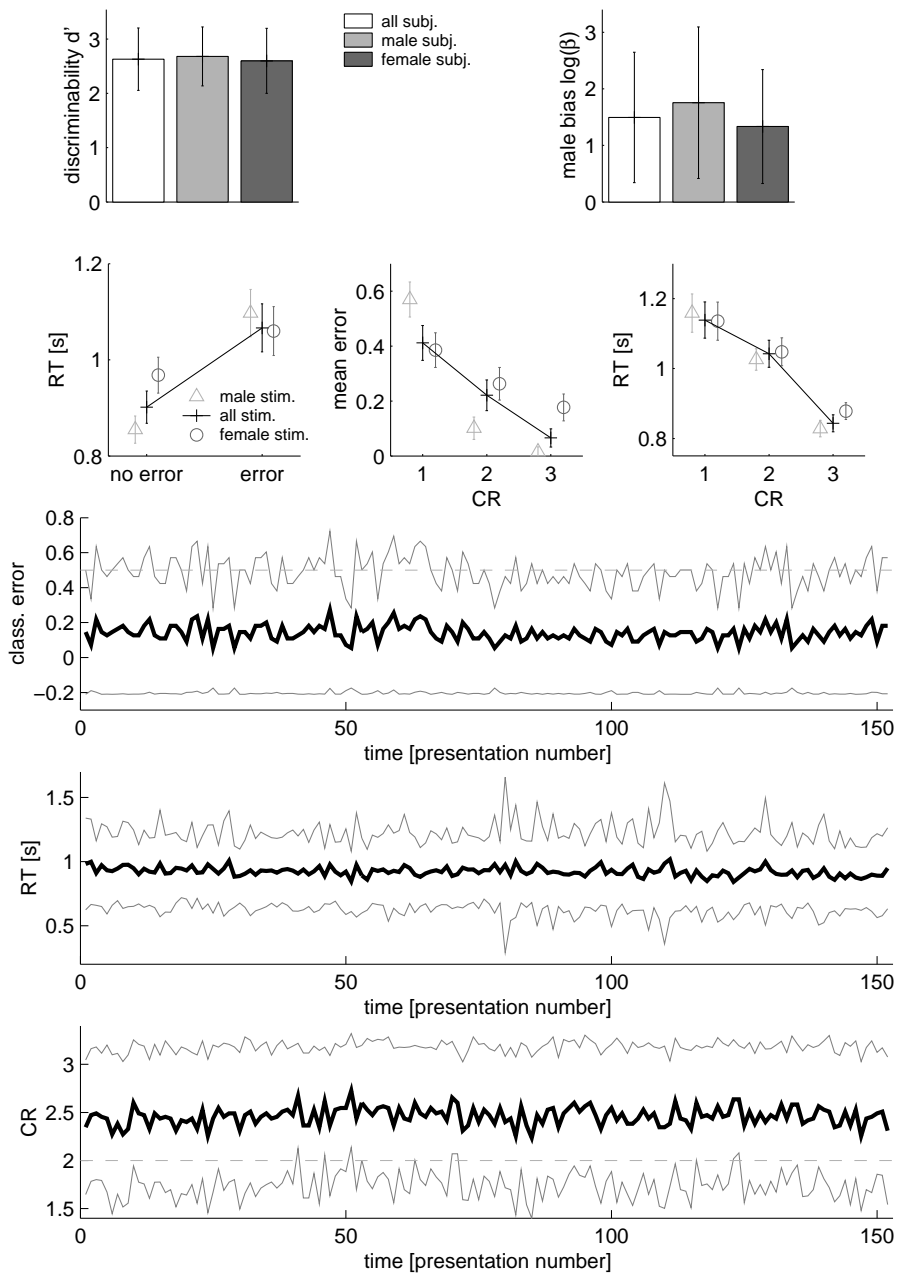 discriminability d'
3
2
1
0
all subj.
male subj.
female subj.
male bias log(β)
3
2
1
0
RT [s]
1.2
1
0.8
no error
error
male stim.
all stim.
female stim.
mean error
0.6
0.4
0.2
0
1
2
3
CR
RT [s]
1.2
1
0.8
1
2
3
CR
class. error
0.8
0.6
0.4
0.2
0
−0.2
0
50
100
150
time [presentation number]
RT [s]
1.5
1
0.5
0
50
100
150
time [presentation number]
CR
3
2.5
2
1.5
0
50
100
150
time [presentation number]